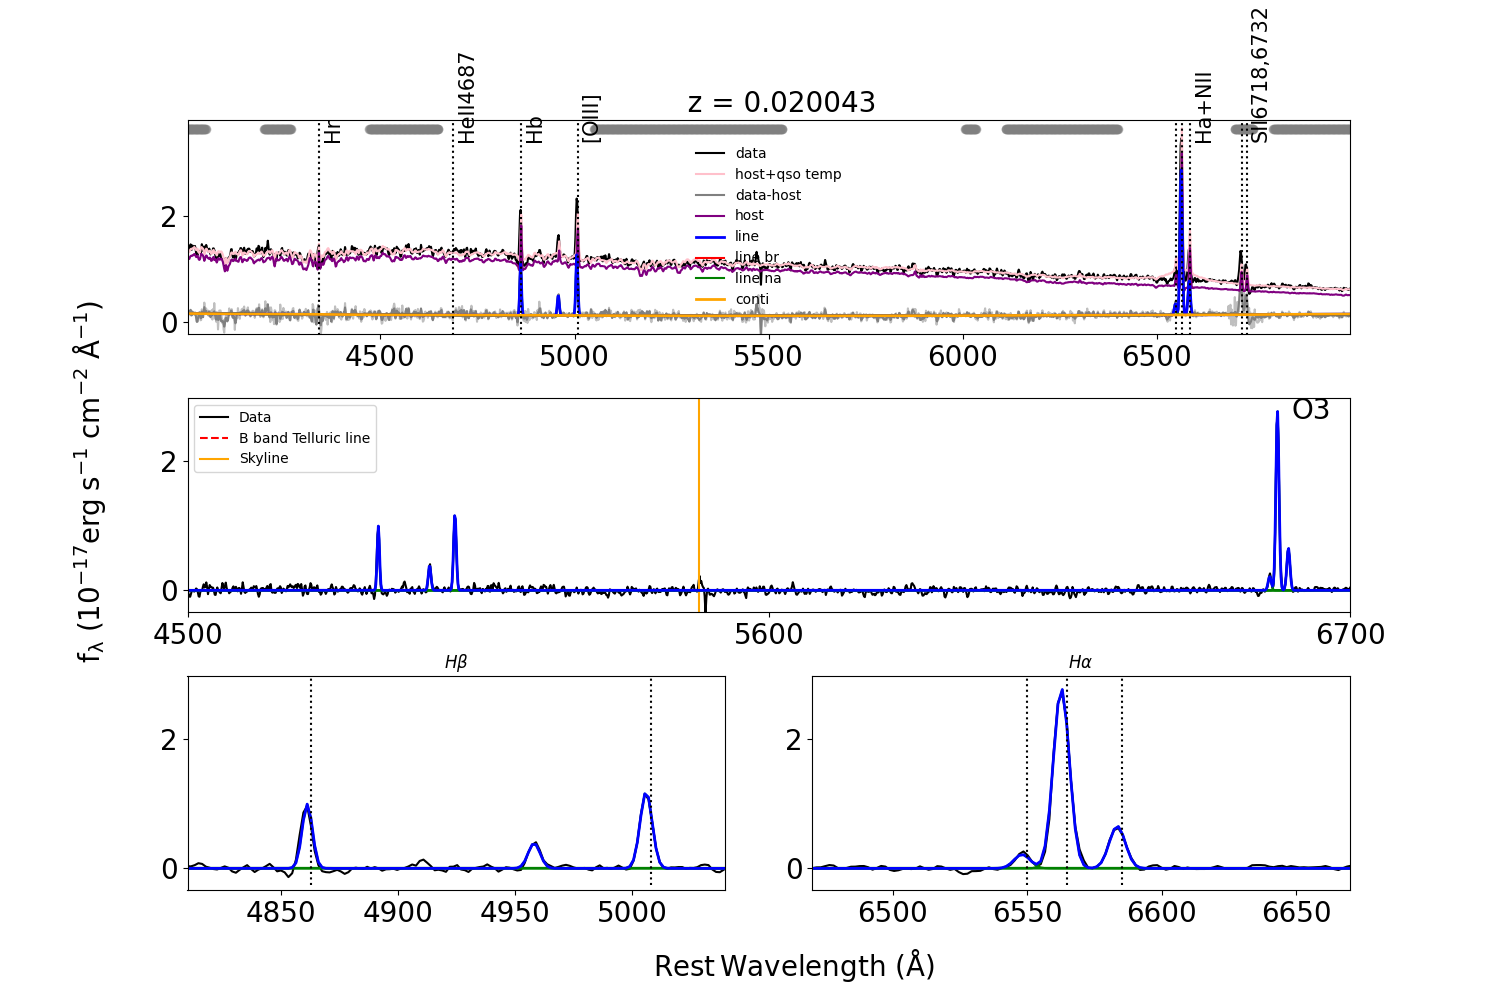 z = 0.020043
Hr
HeII4687
Hb
[OIII]
Ha+NII
SII6718,6732
data
host+qso temp
data-host
host
line
line br
line na
conti
2
0
4500
5000
5500
6000
6500
f_λ (10^−17 erg s^−1 cm^−2 Å^−1)
Data
B band Telluric line
Skyline
O3
2
0
4500
5600
6700
Hβ
2
0
4850
4900
4950
5000
Hα
2
0
6500
6550
6600
6650
Rest Wavelength (Å)